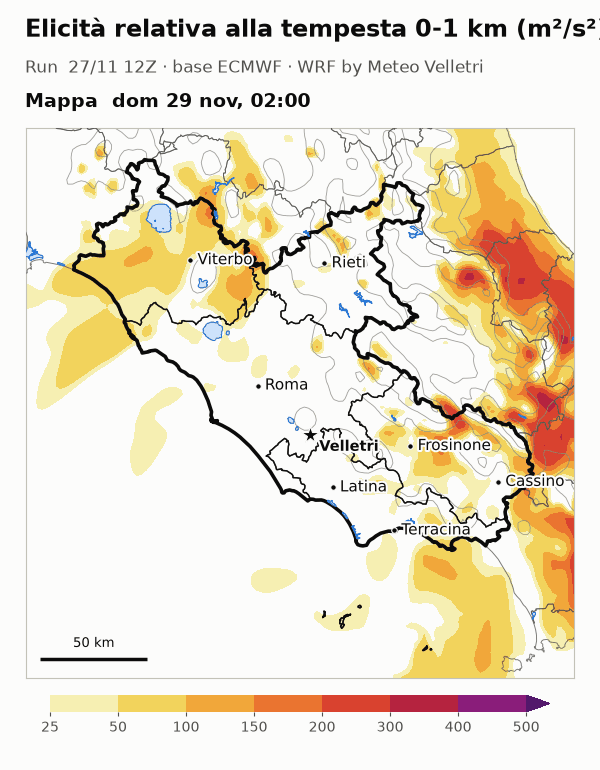 Elicità relativa alla tempesta 0-1 km (m²/s²)
Run 27/11 12Z · base ECMWF · WRF by Meteo Velletri
Mappa dom 29 nov, 02:00
Viterbo
Rieti
Roma
Velletri
Frosinone
Latina
Cassino
Terracina
50 km
25 50 100 150 200 300 400 500